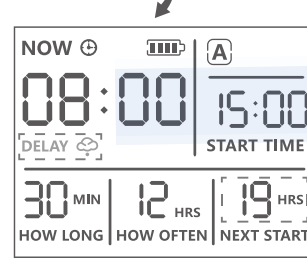 NOW A
08:00 15:00
DELAY START TIME
30 MIN 12 HRS 19 HRS
HOW LONG HOW OFTEN NEXT START